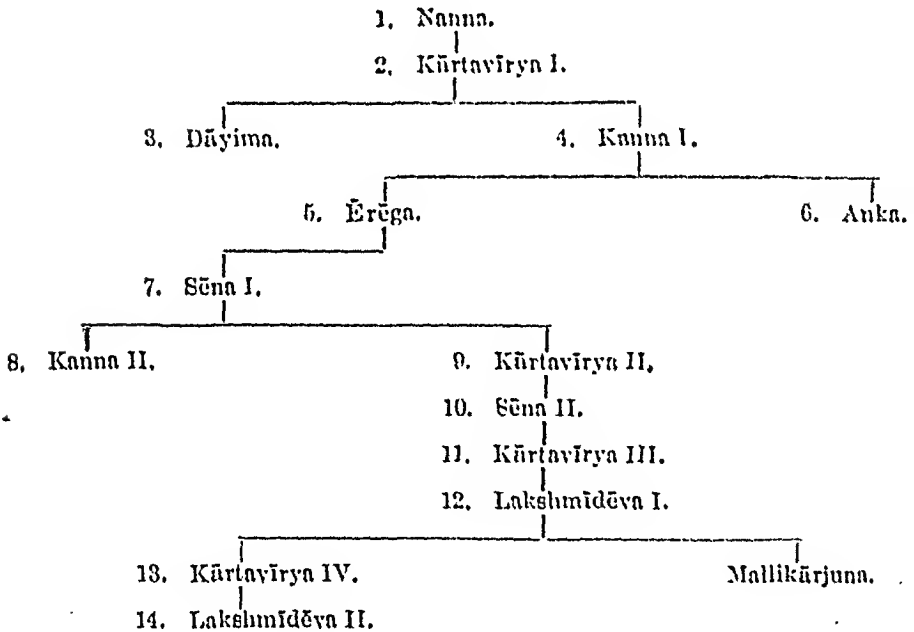 1. Nanna.
2. Kārtavīrya I.
3. Dāyima. 4. Kanna I.
5. Ērēga. 6. Anka.
7. Sēna I.
8. Kanna II. 9. Kārtavīrya II.
10. Sēna II.
11. Kārtavīrya III.
12. Lakshmīdēva I.
13. Kārtavīrya IV. Mallikārjuna.
14. Lakshmīdēva II.